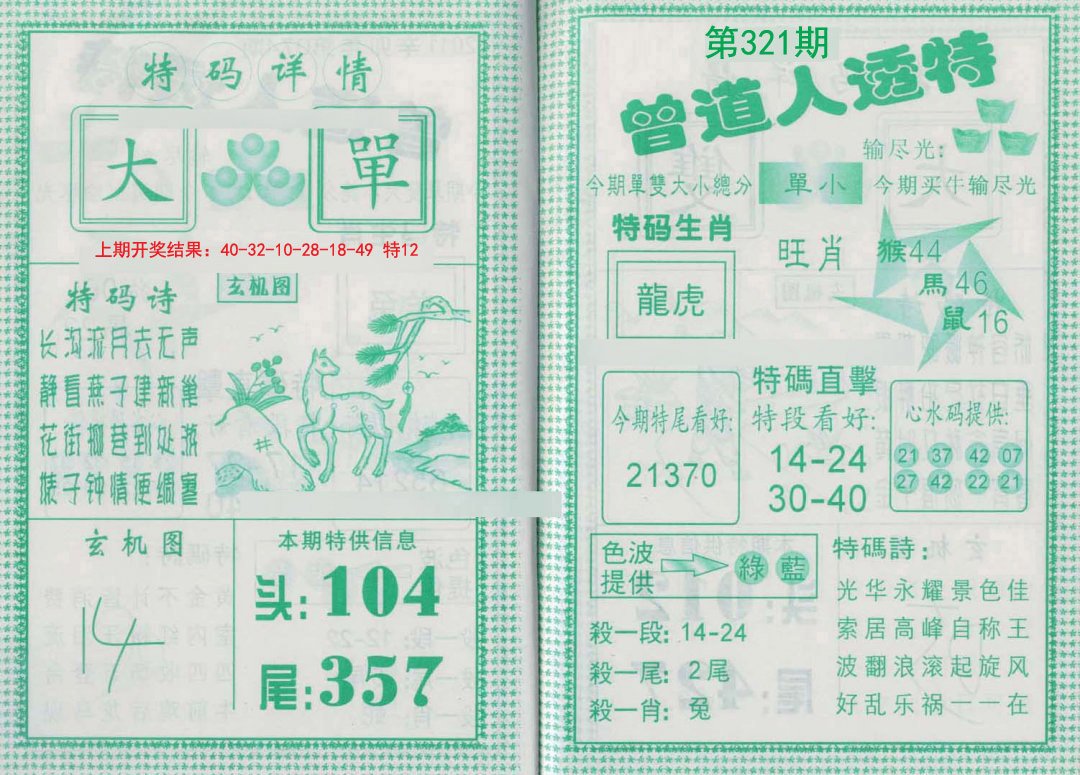 特码详情
大 單
上期开奖结果：40-32-10-28-18-49 特12
特码诗
玄机图
长沟流月去无声
静看燕子建新巢
花街柳巷到处游
婊子钟情便绸寥
玄机图
本期特供信息
头:104
尾:357
第321期
曾道人透特
输尽光:
今期單雙大小總分 單小 今期买牛输尽光
特码生肖
龍虎
旺肖
猴44
馬46
鼠16
今期特尾看好:
21370
特碼直擊
特段看好:
14-24
30-40
心水码提供:
21 37 42 07
27 42 22 21
色波
提供
綠 藍
殺一段: 14-24
殺一尾: 2尾
殺一肖: 兔
特碼詩:
光华永耀景色佳
索居高峰自称王
波翻浪滚起旋风
好乱乐祸一一在